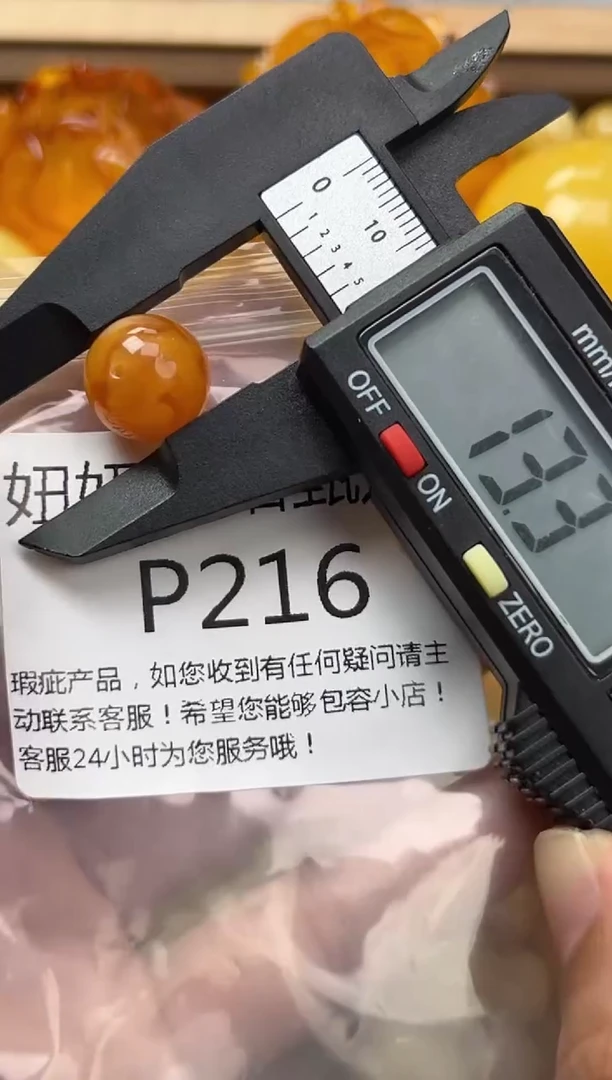 0
10
1 2 3 4 5
mm/
OFF
ON
13.3
ZERO
P216
瑕疵产品，如您收到有任何疑问请主
动联系客服！希望您能够包容小店！
客服24小时为您服务哦！